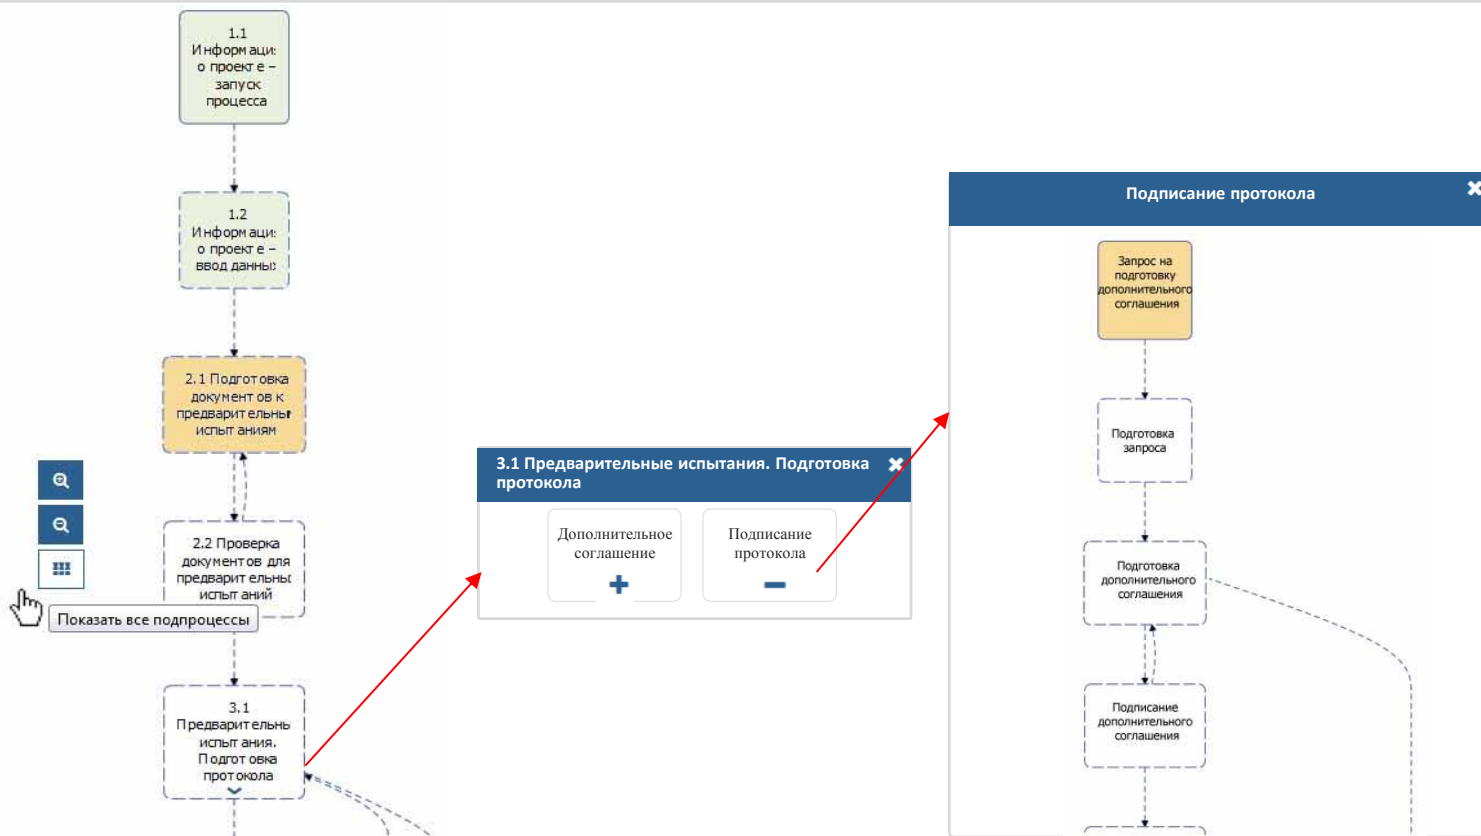 1.1
Информаци:
о проекте –
запуск
процесса
1.2
Информаци:
о проекте –
ввод данны:
2.1 Подготовка
документов к
предварительны
испытаниям
2.2 Проверка
документов для
предварительны:
испытаний
Показать все подпроцессы
3.1
Предварительны
испытания.
Подготовка
протокола
3.1 Предварительные испытания. Подготовка
протокола
Дополнительное
соглашение
Подписание
протокола
Подписание протокола
Запрос на
подготовку
дополнительного
соглашения
Подготовка
запроса
Подготовка
дополнительного
соглашения
Подписание
дополнительного
соглашения